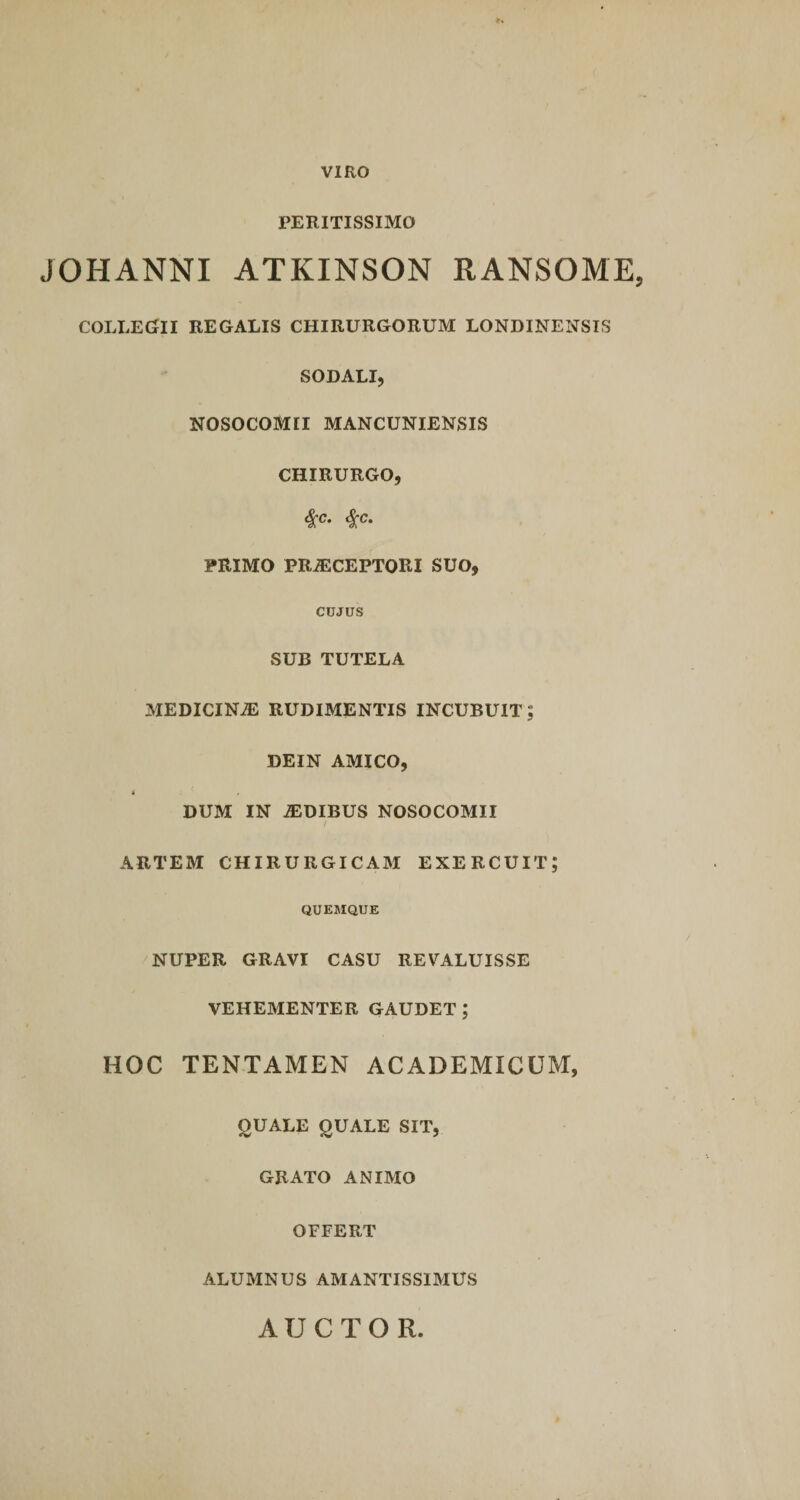 VIRO
PERITISSIMO
JOHANNI ATKINSON RANSOME,
COLLEGII REGALIS CHIRURGORUM LONDINENSIS
SODALI,
NOSOCOMII MANCUNIENSIS
CHIRURGO,
&c. &c.
PRIMO PRÆCEPTORI SUO,
CUJUS
SUB TUTELA
MEDICINÆ RUDIMENTIS INCUBUIT;
DEIN AMICO,
DUM IN ÆDIBUS NOSOCOMII
ARTEM CHIRURGICAM EXERCUIT;
QUEMQUE
NUPER GRAVI CASU REVALUISSE
VEHEMENTER GAUDET;
HOC TENTAMEN ACADEMICUM,
QUALE QUALE SIT,
GRATO ANIMO
OFFERT
ALUMNUS AMANTISSIMUS
AUCTOR.